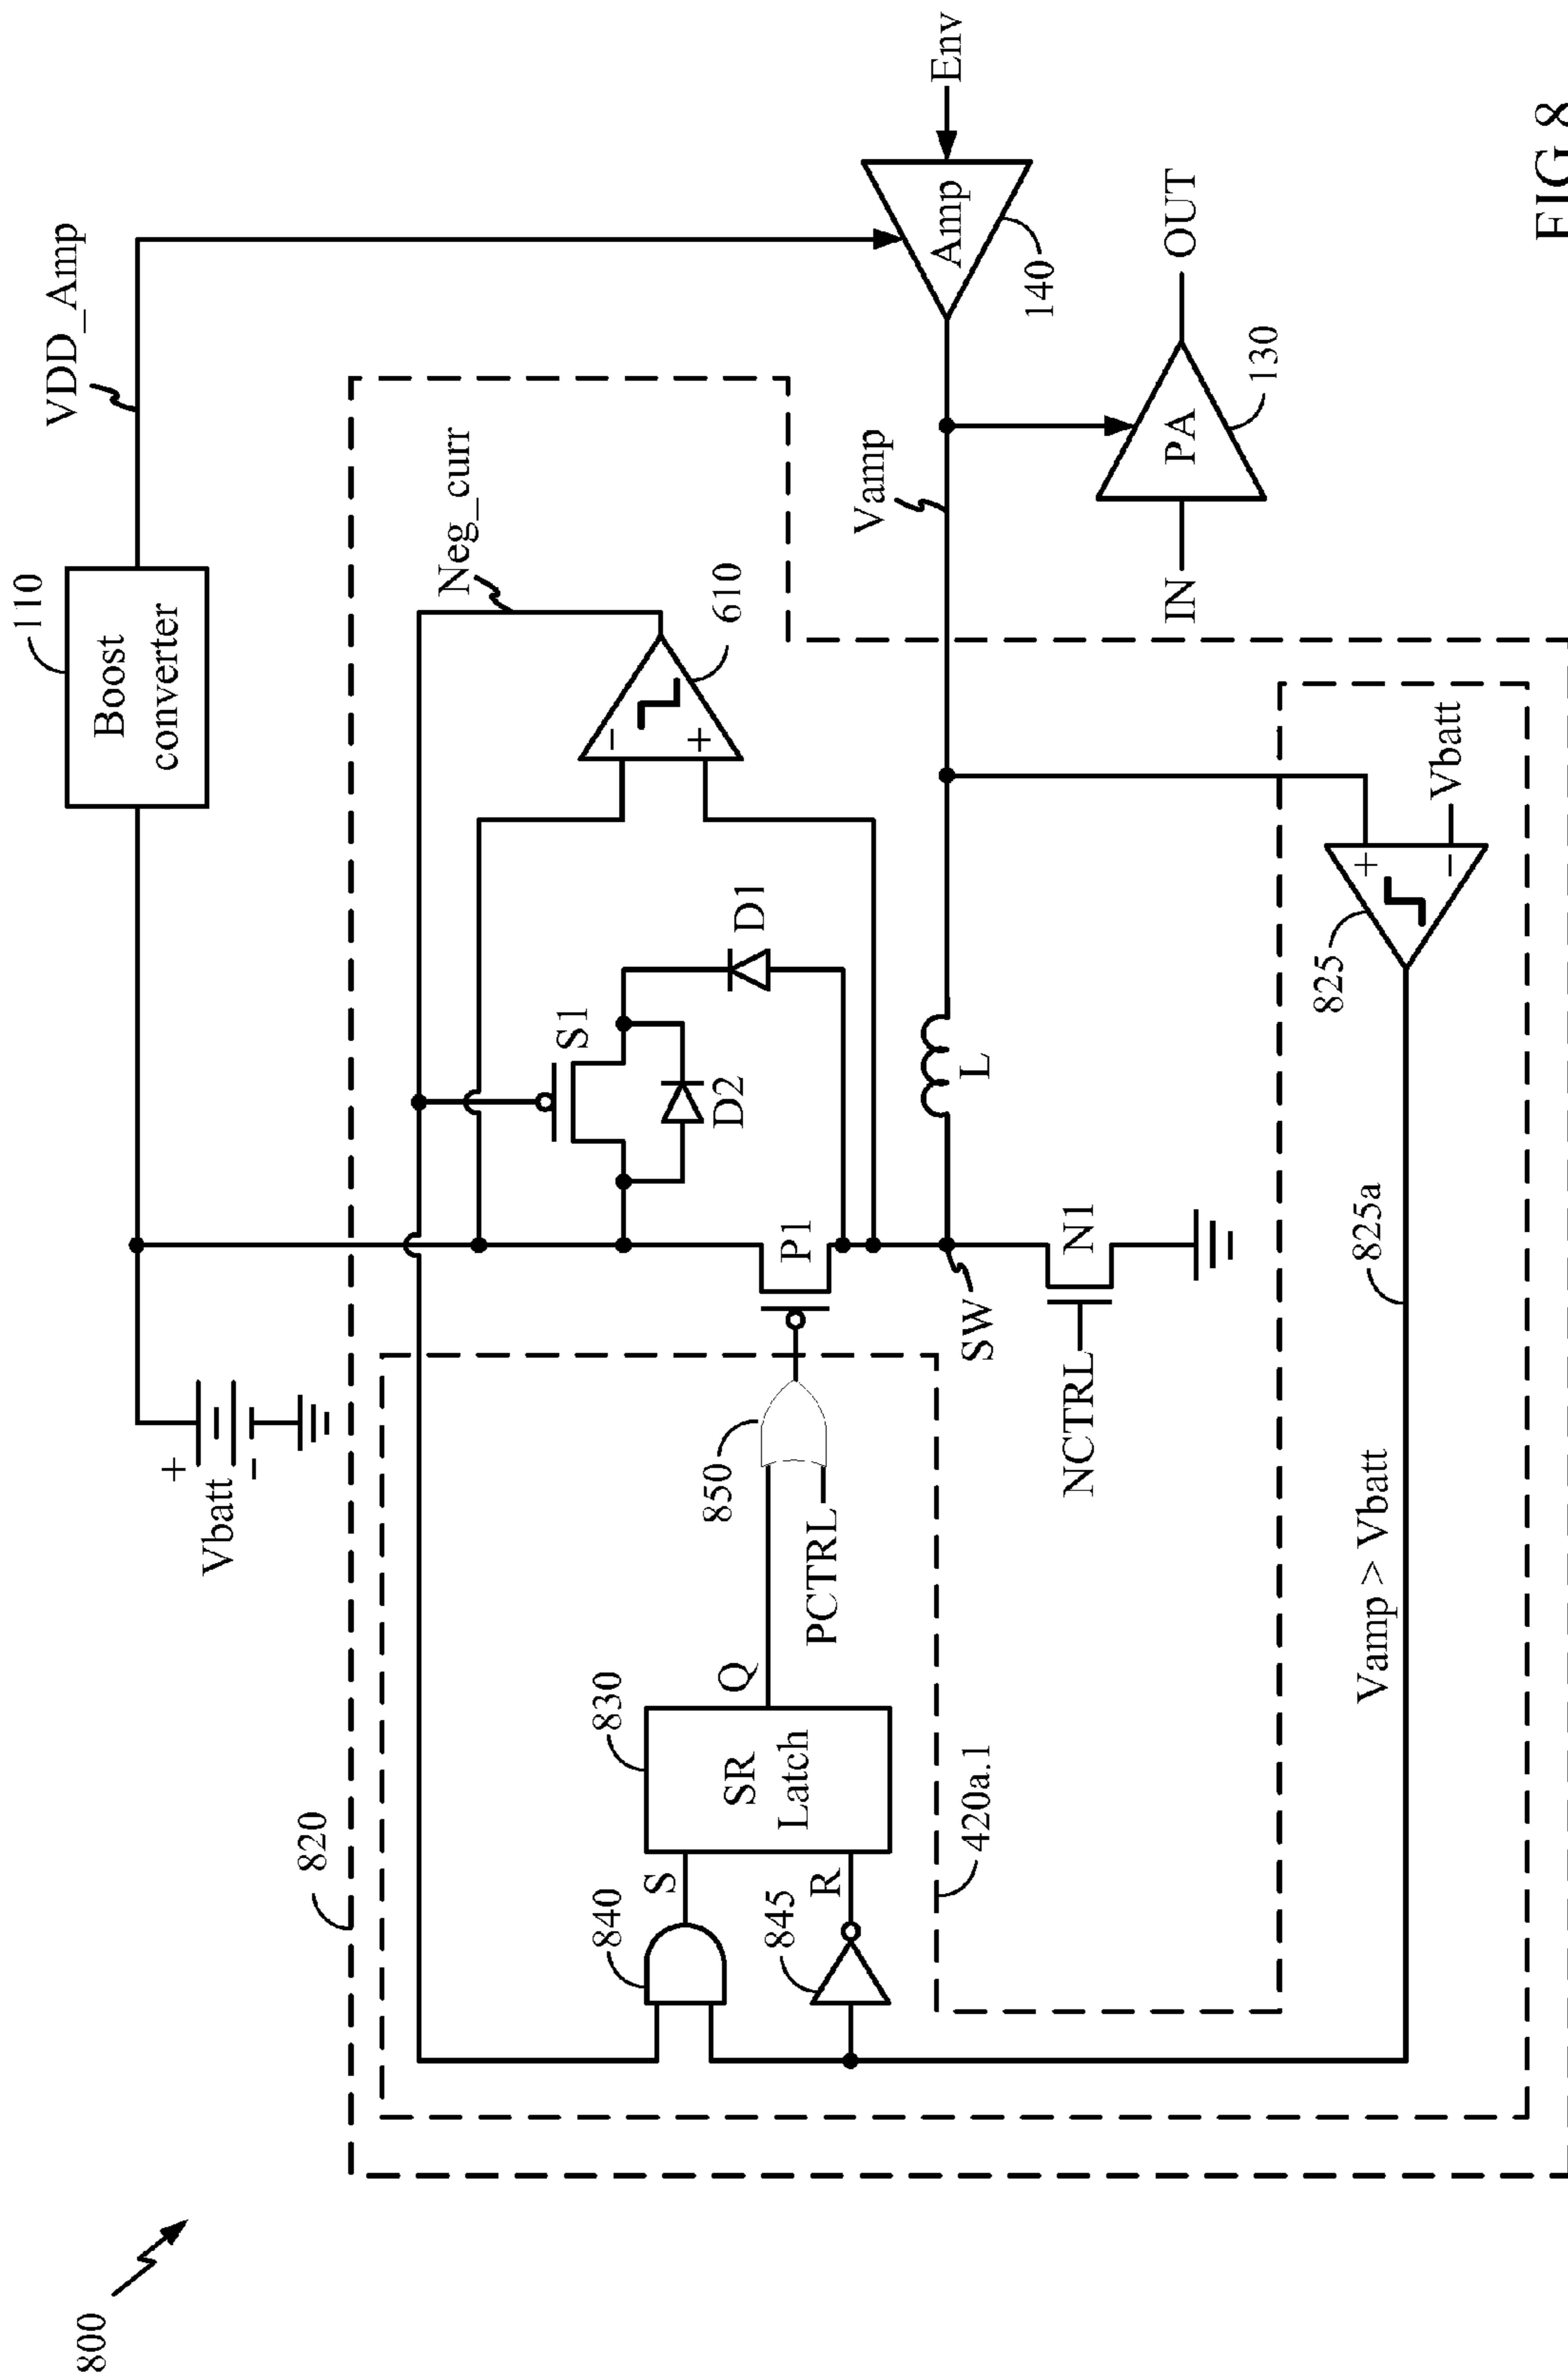 800
820
Vbatt
+
−
110
Boost
converter
VDD_Amp
Neg_curr
610
−
+
S1
D2
D1
P1
850
PCTRL
Q
830
SR
Latch
840
S
845
R
420a.1
SW
NCTRL
N1
L
Vamp
Amp
140
Env
PA
130
IN
OUT
825
+
−
Vbatt
825a
Vamp > Vbatt
FIG 8